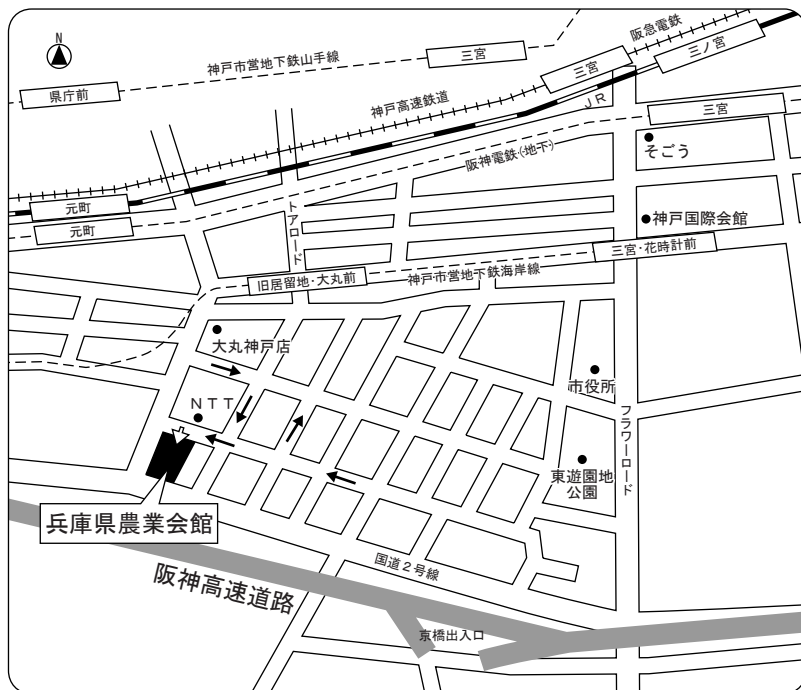 N
阪急電鉄
神戸市営地下鉄山手線
三宮
三宮
三ノ宮
県庁前
神戸高速鉄道
JR
三宮
そごう
阪神電鉄(地下)
元町
元町
トアロード
神戸国際会館
三宮・花時計前
旧居留地・大丸前
神戸市営地下鉄海岸線
大丸神戸店
市役所
NTT
フラワーロード
東遊園地
公園
兵庫県農業会館
国道2号線
阪神高速道路
京橋出入口